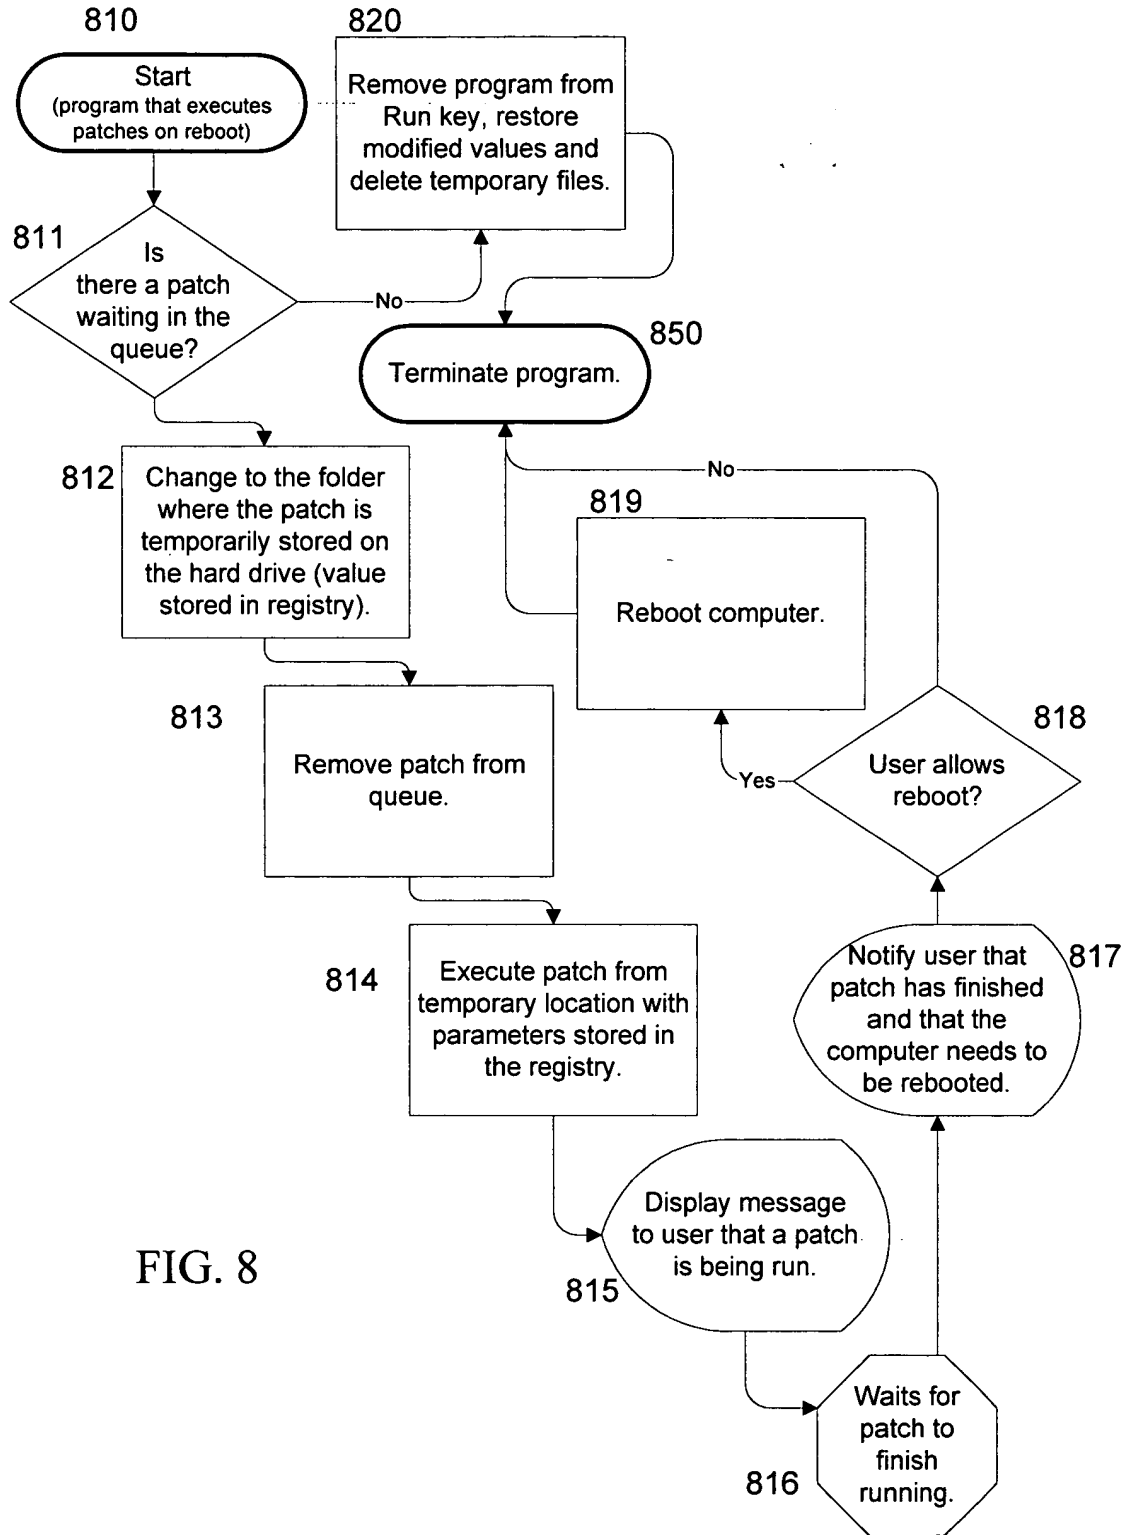 810
Start
(program that executes
patches on reboot)
820
Remove program from
Run key, restore
modified values and
delete temporary files.
811
Is
there a patch
waiting in the
queue?
No
850
Terminate program.
812
Change to the folder
where the patch is
temporarily stored on
the hard drive (value
stored in registry).
No
819
Reboot computer.
813
Remove patch from
queue.
818
User allows
reboot?
Yes
814
Execute patch from
temporary location with
parameters stored in
the registry.
817
Notify user that
patch has finished
and that the
computer needs to
be rebooted.
815
Display message
to user that a patch
is being run.
FIG. 8
816
Waits for
patch to
finish
running.